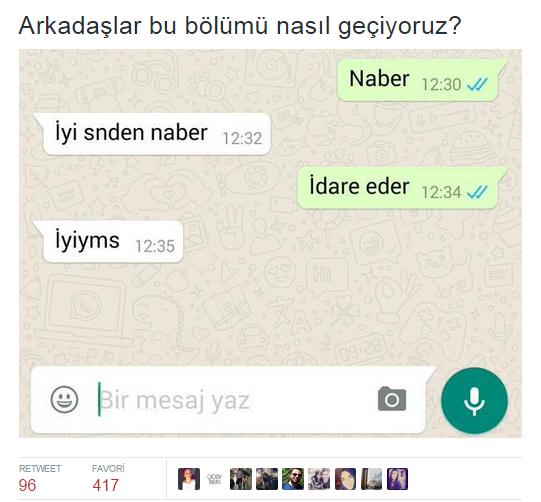 Arkadaşlar bu bölümü nasıl geçiyoruz?
Naber 12:30
İyi snden naber 12:32
İdare eder 12:34
İyiyms 12:35
Bir mesaj yaz
RETWEET FAVORİ
96 417